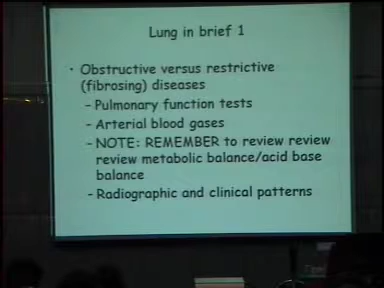 Lung in brief 1
• Obstructive versus restrictive
(fibrosing) diseases
– Pulmonary function tests
– Arterial blood gases
– NOTE: REMEMBER to review review
review metabolic balance/acid base
balance
– Radiographic and clinical patterns